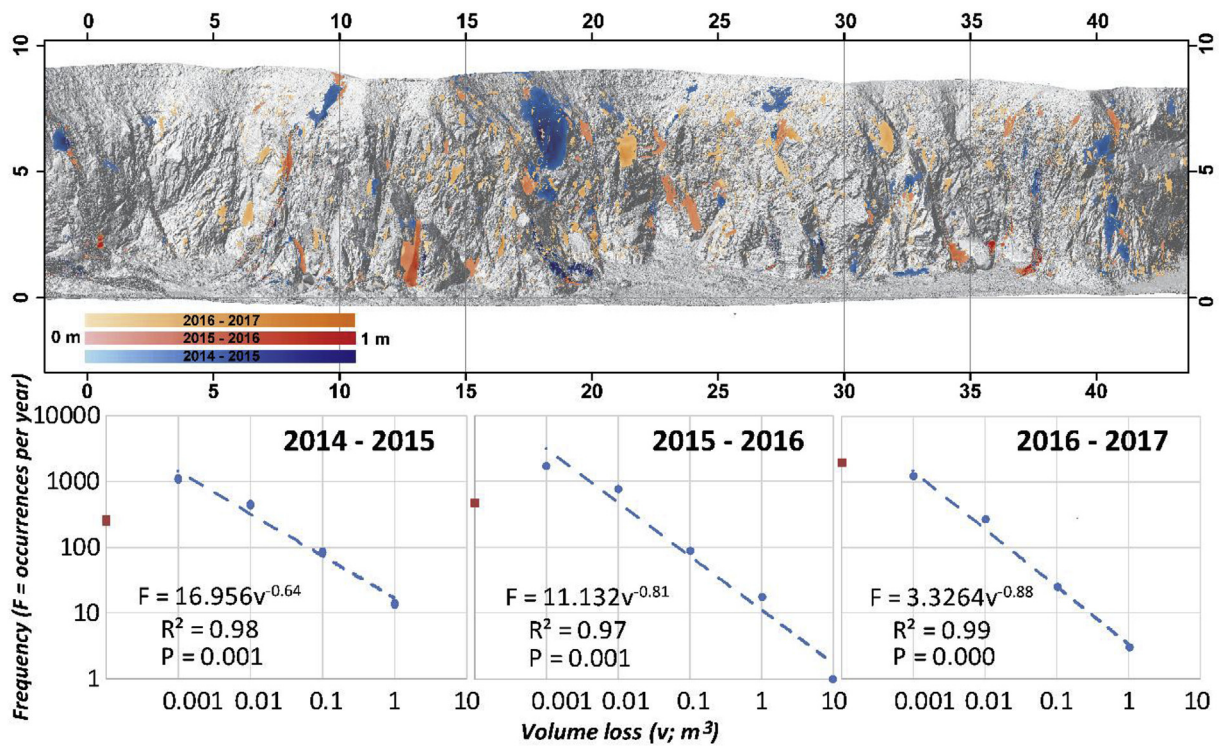 0 5 10 15 20 25 30 35 40
10 10
5 5
0 0
2016 - 2017
0 m 2015 - 2016 1 m
2014 - 2015
0 5 10 15 20 25 30 35 40
Frequency (F = occurrences per year)
10000
1000
100
10
1
2014 - 2015
F = 16.956v^-0.64
R² = 0.98
P = 0.001
0.001 0.01 0.1 1 10
2015 - 2016
F = 11.132v^-0.81
R² = 0.97
P = 0.001
0.001 0.01 0.1 1 10
2016 - 2017
F = 3.3264v^-0.88
R² = 0.99
P = 0.000
0.001 0.01 0.1 1 10
Volume loss (v; m³)